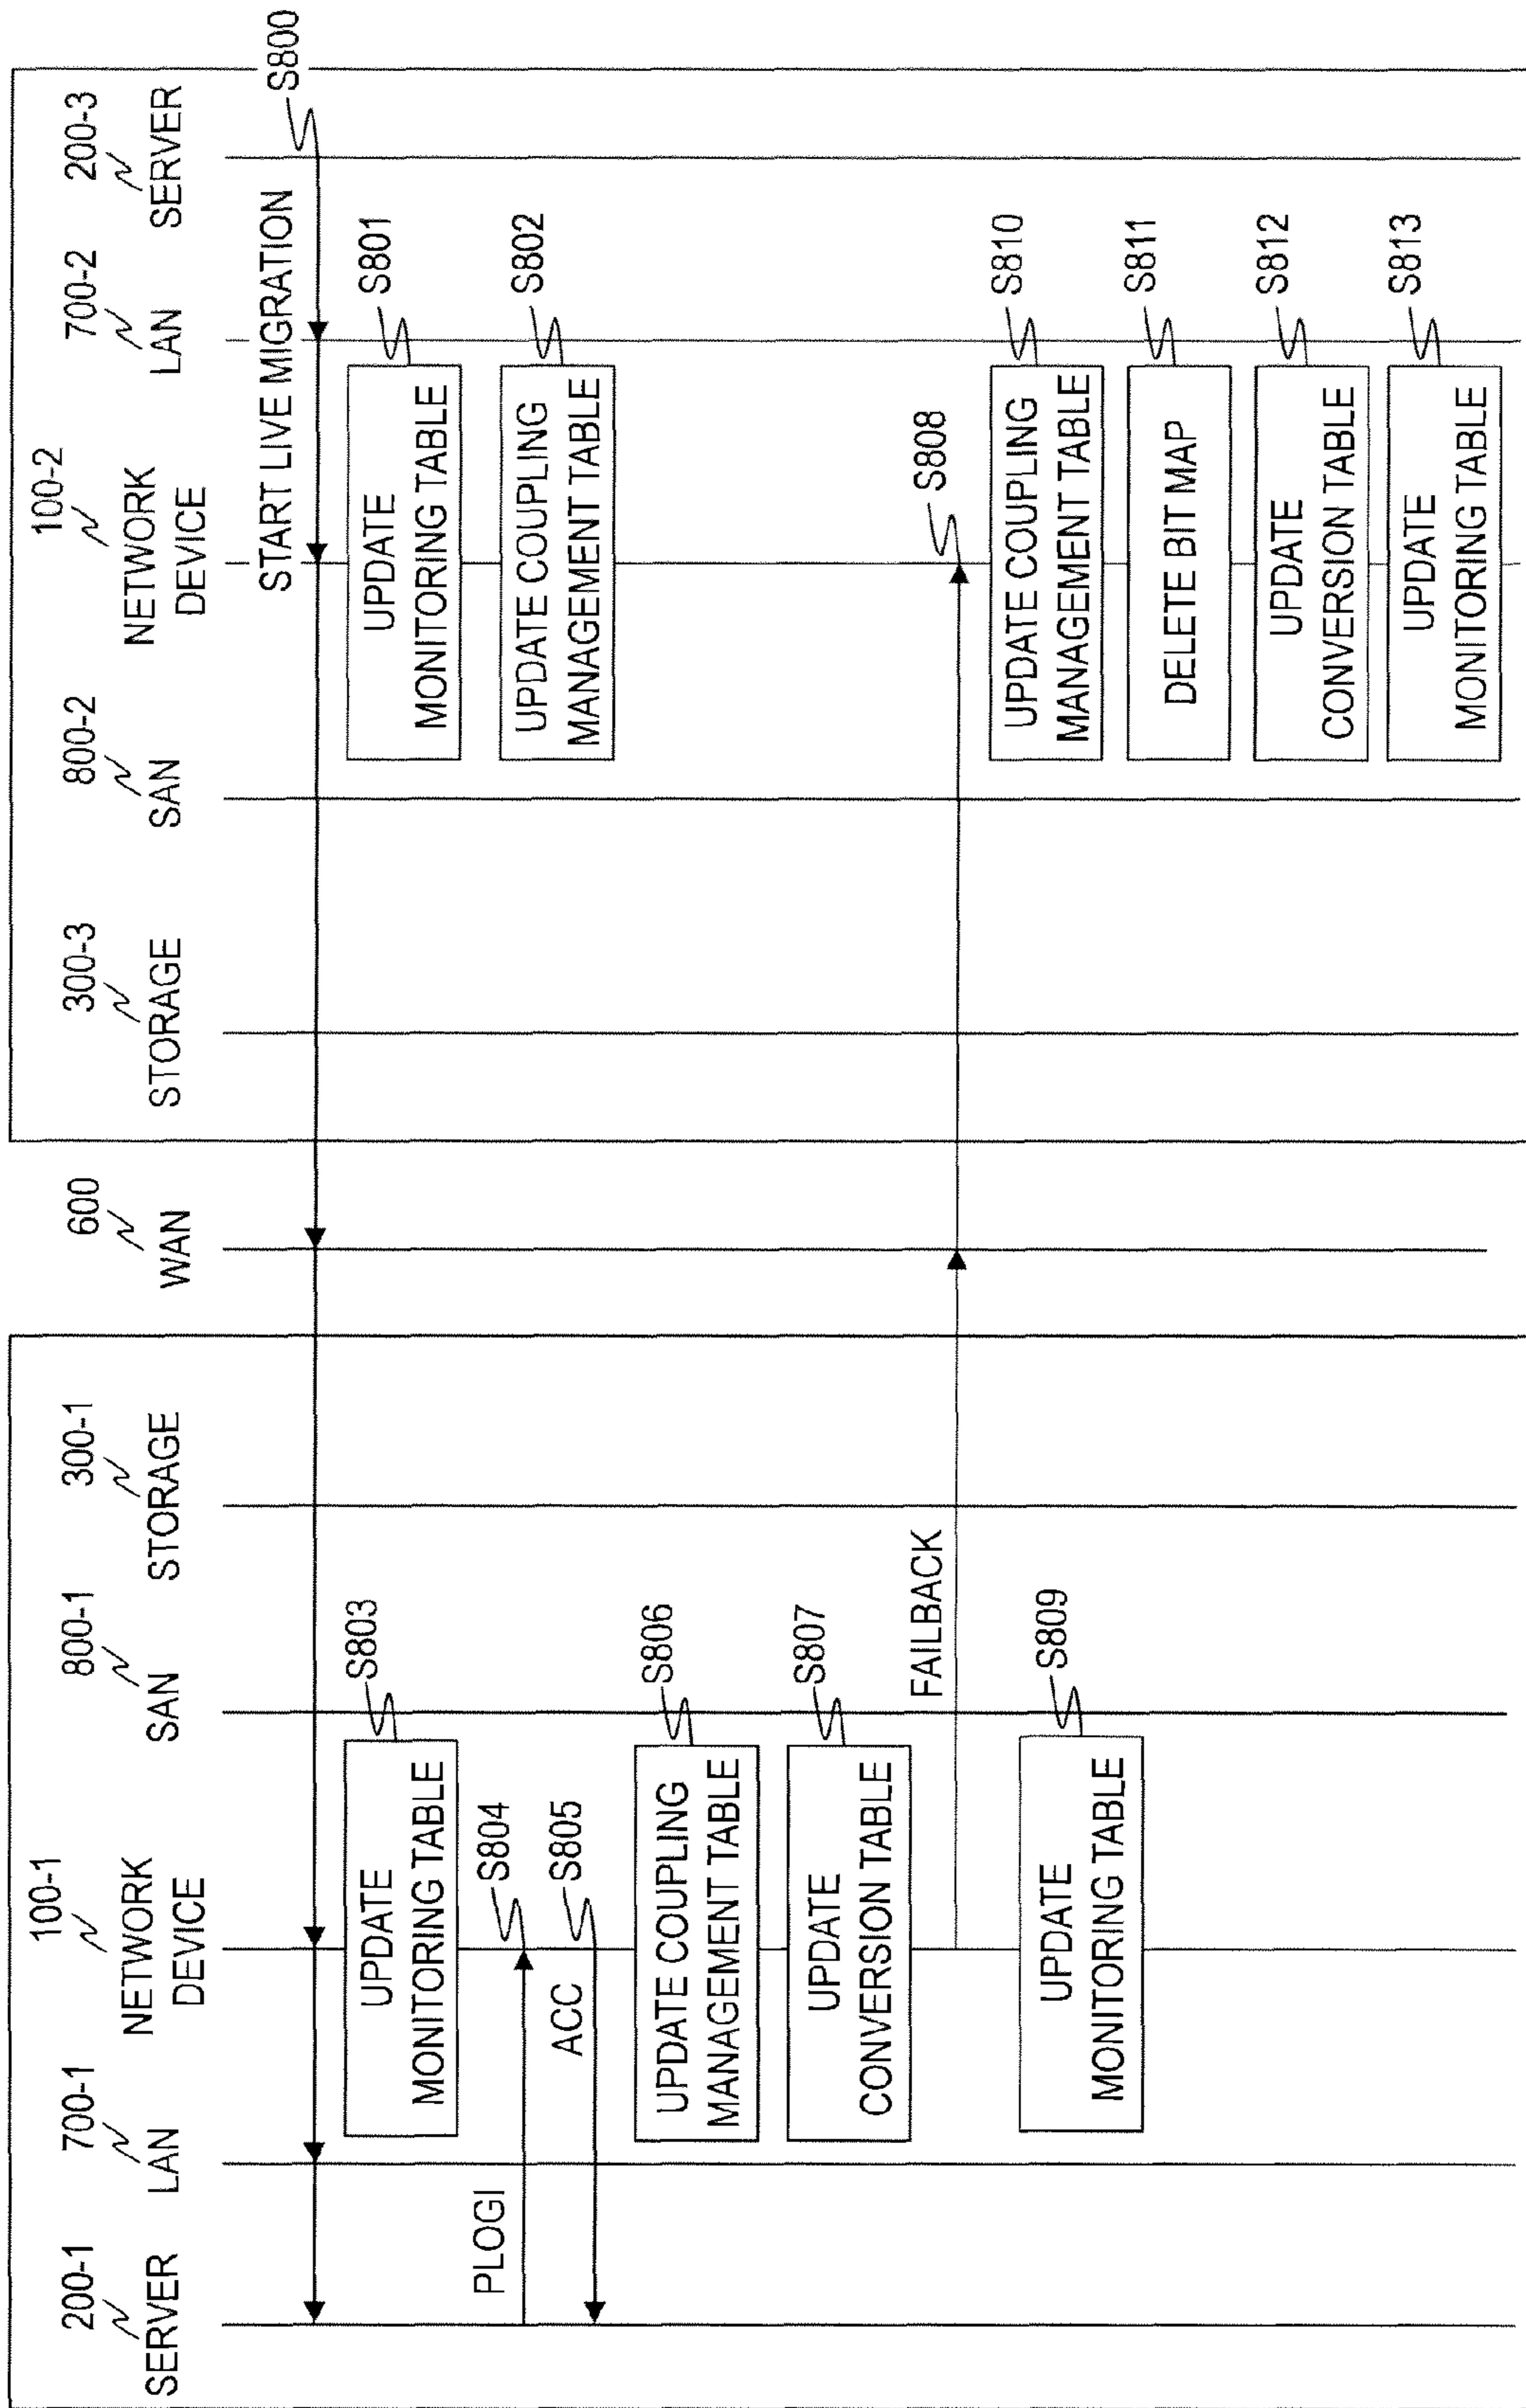 200-1
SERVER
700-1
LAN
100-1
NETWORK
DEVICE
800-1
SAN
300-1
STORAGE
600
WAN
300-3
STORAGE
800-2
SAN
100-2
NETWORK
DEVICE
700-2
LAN
200-3
SERVER
START LIVE MIGRATION
S800
UPDATE
MONITORING TABLE
S801
UPDATE COUPLING
MANAGEMENT TABLE
S802
UPDATE
MONITORING TABLE
S803
PLOGI
S804
ACC
S805
UPDATE COUPLING
MANAGEMENT TABLE
S806
UPDATE
CONVERSION TABLE
S807
FAILBACK
S808
UPDATE
MONITORING TABLE
S809
UPDATE COUPLING
MANAGEMENT TABLE
S810
DELETE BIT MAP
S811
UPDATE
CONVERSION TABLE
S812
UPDATE
MONITORING TABLE
S813